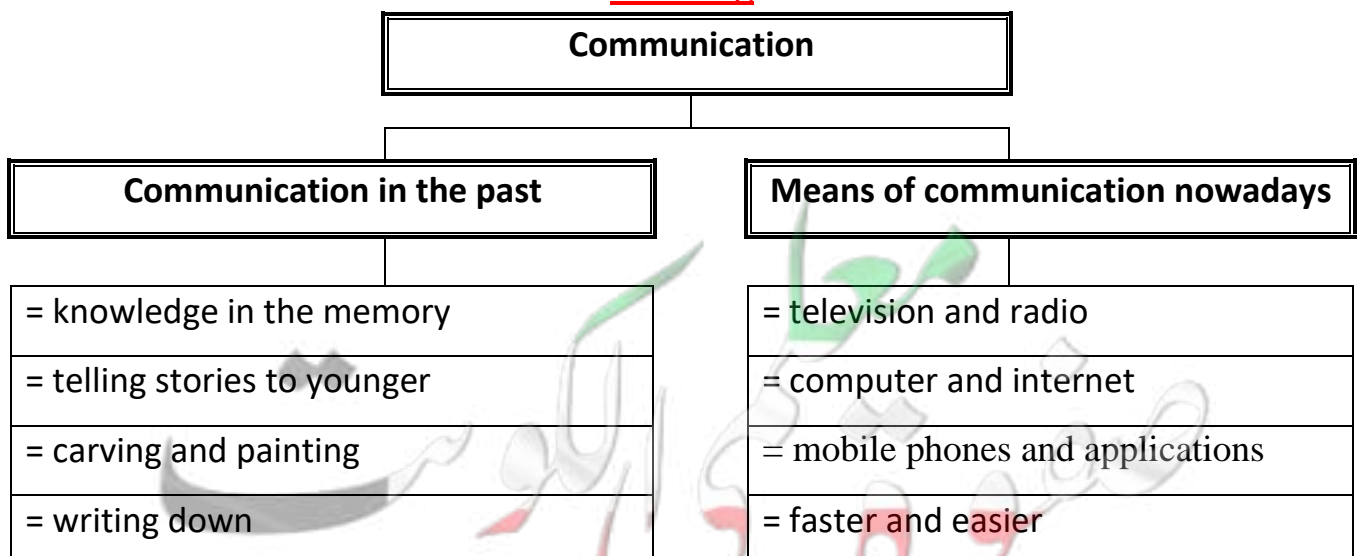 Communication
Communication in the past
Means of communication nowadays
= knowledge in the memory
= telling stories to younger
= carving and painting
= writing down
= television and radio
= computer and internet
= mobile phones and applications
= faster and easier